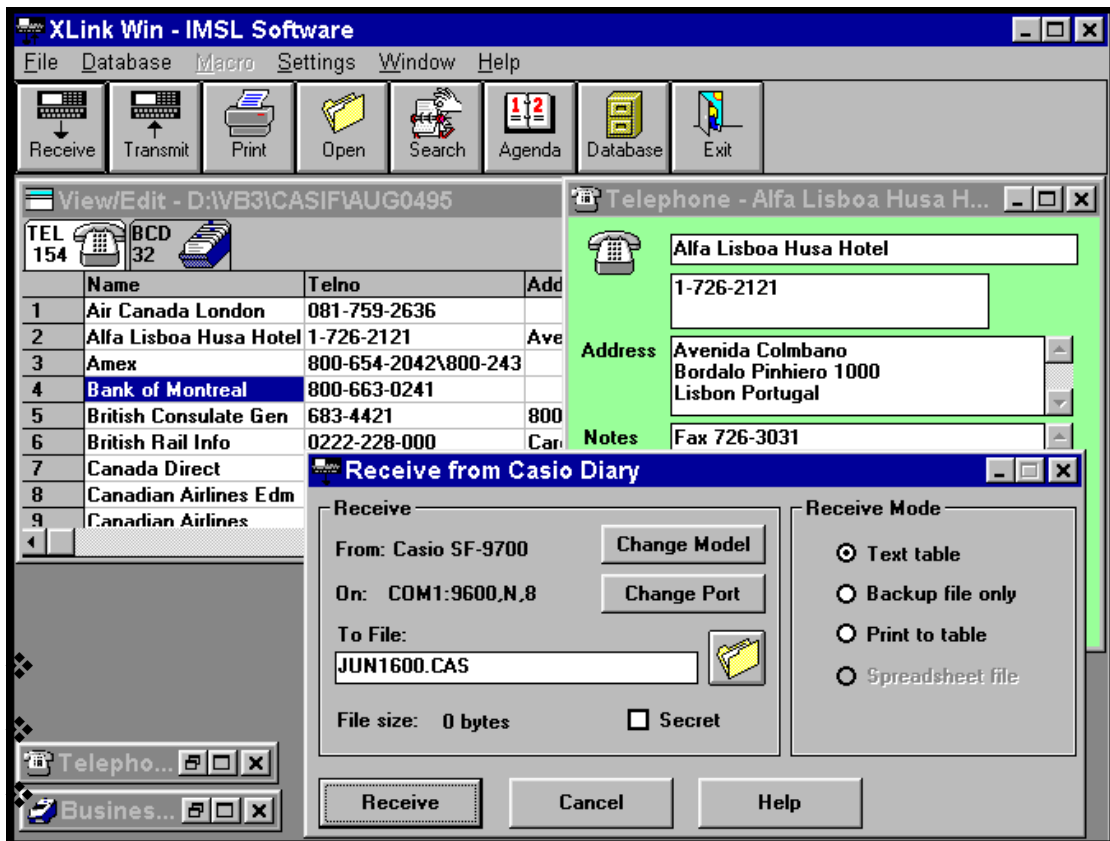 XLink Win - IMSL Software
File Database Macro Settings Window Help
Receive Transmit Print Open Search Agenda Database Exit
View/Edit - D:\VB3\CASIF\AUG0495
TEL 154 BCD 32
Name Telno Add
1 Air Canada London 081-759-2636
2 Alfa Lisboa Husa Hotel 1-726-2121 Ave
3 Amex 800-654-2042\800-243
4 Bank of Montreal 800-663-0241
5 British Consulate Gen 683-4421 800
6 British Rail Info 0222-228-000 Car
7 Canada Direct
8 Canadian Airlines Edm
9 Canadian Airlines
Telephone - Alfa Lisboa Husa H...
Alfa Lisboa Husa Hotel
1-726-2121
Address Avenida Colmbano
Bordalo Pinhiero 1000
Lisbon Portugal
Notes Fax 726-3031
Receive from Casio Diary
Receive
From: Casio SF-9700 Change Model
On: COM1:9600,N,8 Change Port
To File:
JUN1600.CAS
File size: 0 bytes Secret
Receive Mode
Text table
Backup file only
Print to table
Spreadsheet file
Receive Cancel Help
Telepho...
Busines...